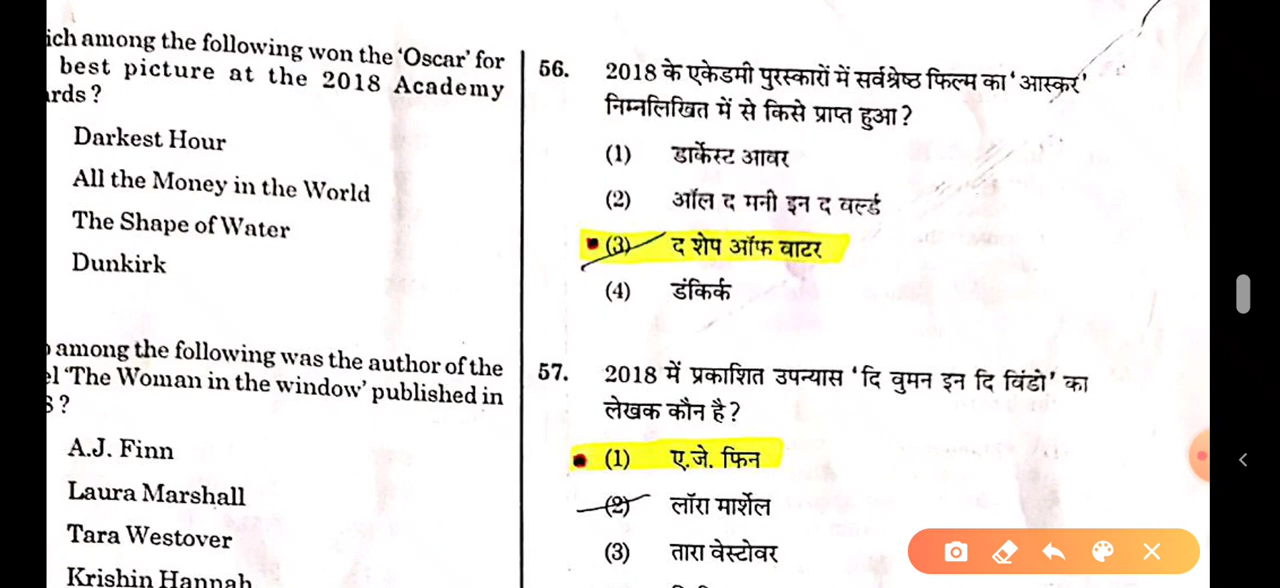 ich among the following won the 'Oscar' for
best picture at the 2018 Academy
rds ?
Darkest Hour
All the Money in the World
The Shape of Water
Dunkirk
among the following was the author of the
el 'The Woman in the window' published in
?
A.J. Finn
Laura Marshall
Tara Westover
Krishin Hannah
56. 2018 के एकेडमी पुरस्कारों में सर्वश्रेष्ठ फिल्म का 'आस्कर'
निम्नलिखित में से किसे प्राप्त हुआ ?
(1) डार्केस्ट आवर
(2) ऑल द मनी इन द वर्ल्ड
(3) द शेप ऑफ वाटर
(4) डंकिर्क
57. 2018 में प्रकाशित उपन्यास 'दि वुमन इन दि विंडो' का
लेखक कौन है ?
(1) ए.जे. फिन
(2) लॉरा मार्शेल
(3) तारा वेस्टोवर